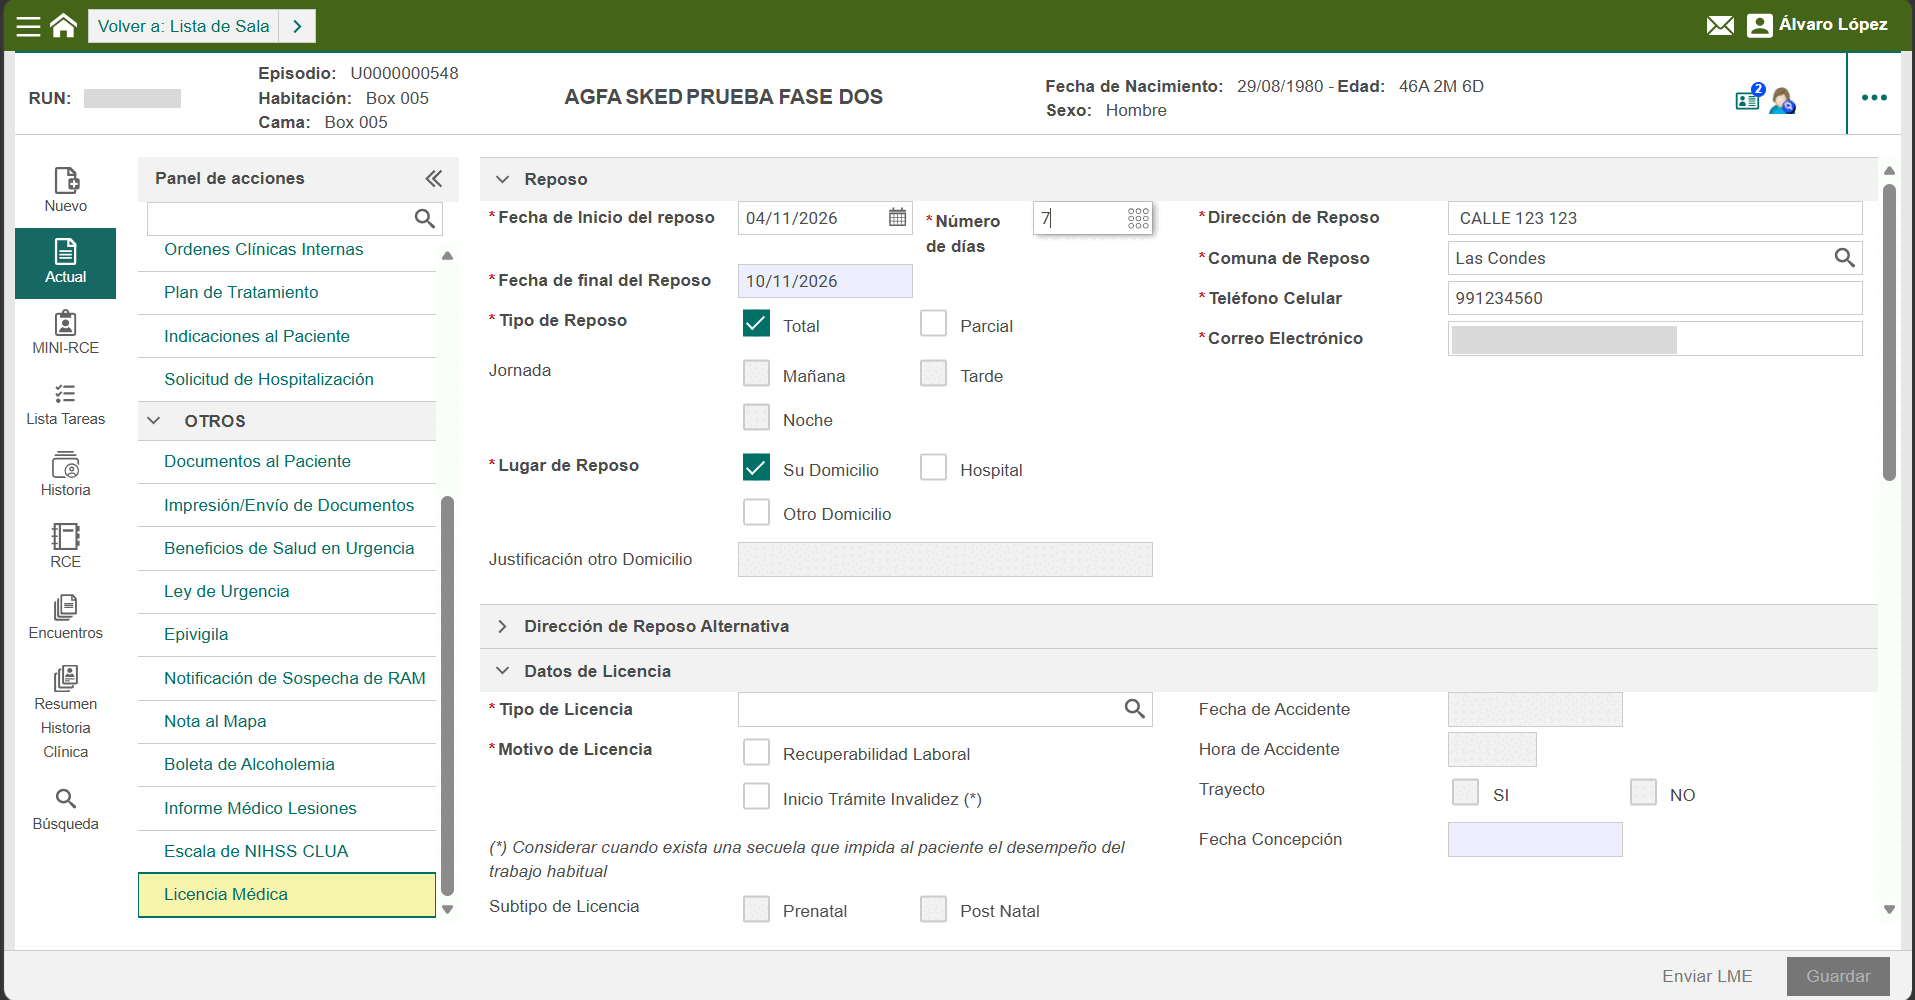 Volver a: Lista de Sala
Álvaro López
RUN:
Episodio: U0000000548
Habitación: Box 005
Cama: Box 005
AGFA SKED PRUEBA FASE DOS
Fecha de Nacimiento: 29/08/1980 - Edad: 46A 2M 6D
Sexo: Hombre
2
Nuevo
Actual
MINI-RCE
Lista Tareas
Historia
RCE
Encuentros
Resumen
Historia
Clínica
Búsqueda
Panel de acciones
Ordenes Clínicas Internas
Plan de Tratamiento
Indicaciones al Paciente
Solicitud de Hospitalización
OTROS
Documentos al Paciente
Impresión/Envío de Documentos
Beneficios de Salud en Urgencia
Ley de Urgencia
Epivigila
Notificación de Sospecha de RAM
Nota al Mapa
Boleta de Alcoholemia
Informe Médico Lesiones
Escala de NIHSS CLUA
Licencia Médica
Reposo
*Fecha de Inicio del reposo 04/11/2026 *Número de días 7
*Fecha de final del Reposo 10/11/2026
*Tipo de Reposo Total Parcial
Jornada Mañana Tarde
Noche
*Lugar de Reposo Su Domicilio Hospital
Otro Domicilio
Justificación otro Domicilio
*Dirección de Reposo CALLE 123 123
*Comuna de Reposo Las Condes
*Teléfono Celular 991234560
*Correo Electrónico
Dirección de Reposo Alternativa
Datos de Licencia
*Tipo de Licencia
*Motivo de Licencia Recuperabilidad Laboral
Inicio Trámite Invalidez (*)
(*) Considerar cuando exista una secuela que impida al paciente el desempeño del
trabajo habitual
Subtipo de Licencia Prenatal Post Natal
Fecha de Accidente
Hora de Accidente
Trayecto SI NO
Fecha Concepción
Enviar LME
Guardar